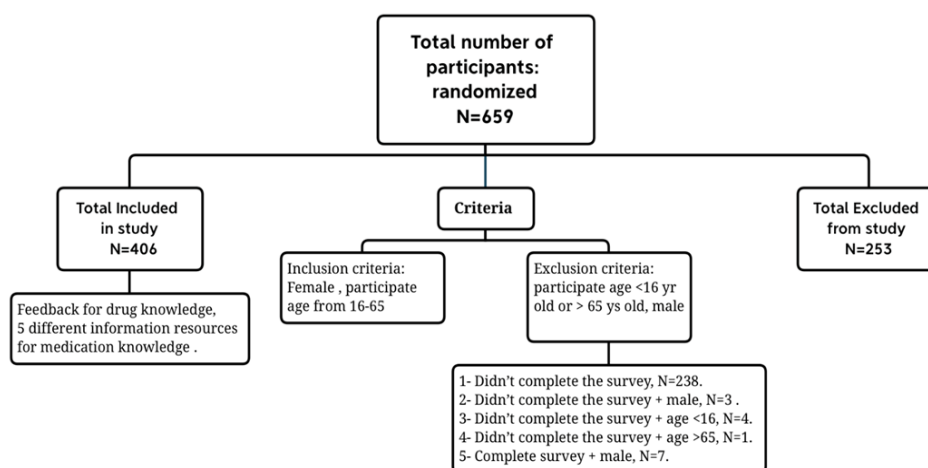 Total number of
participants:
randomized
N=659
Total Included
in study
N=406
Feedback for drug knowledge,
5 different information resources
for medication knowledge .
Criteria
Inclusion criteria:
Female , participate
age from 16-65
Exclusion criteria:
participate age <16 yr
old or > 65 ys old, male
1- Didn't complete the survey, N=238.
2- Didn't complete the survey + male, N=3 .
3- Didn't complete the survey + age <16, N=4.
4- Didn't complete the survey + age >65, N=1.
5- Complete survey + male, N=7.
Total Excluded
from study
N=253